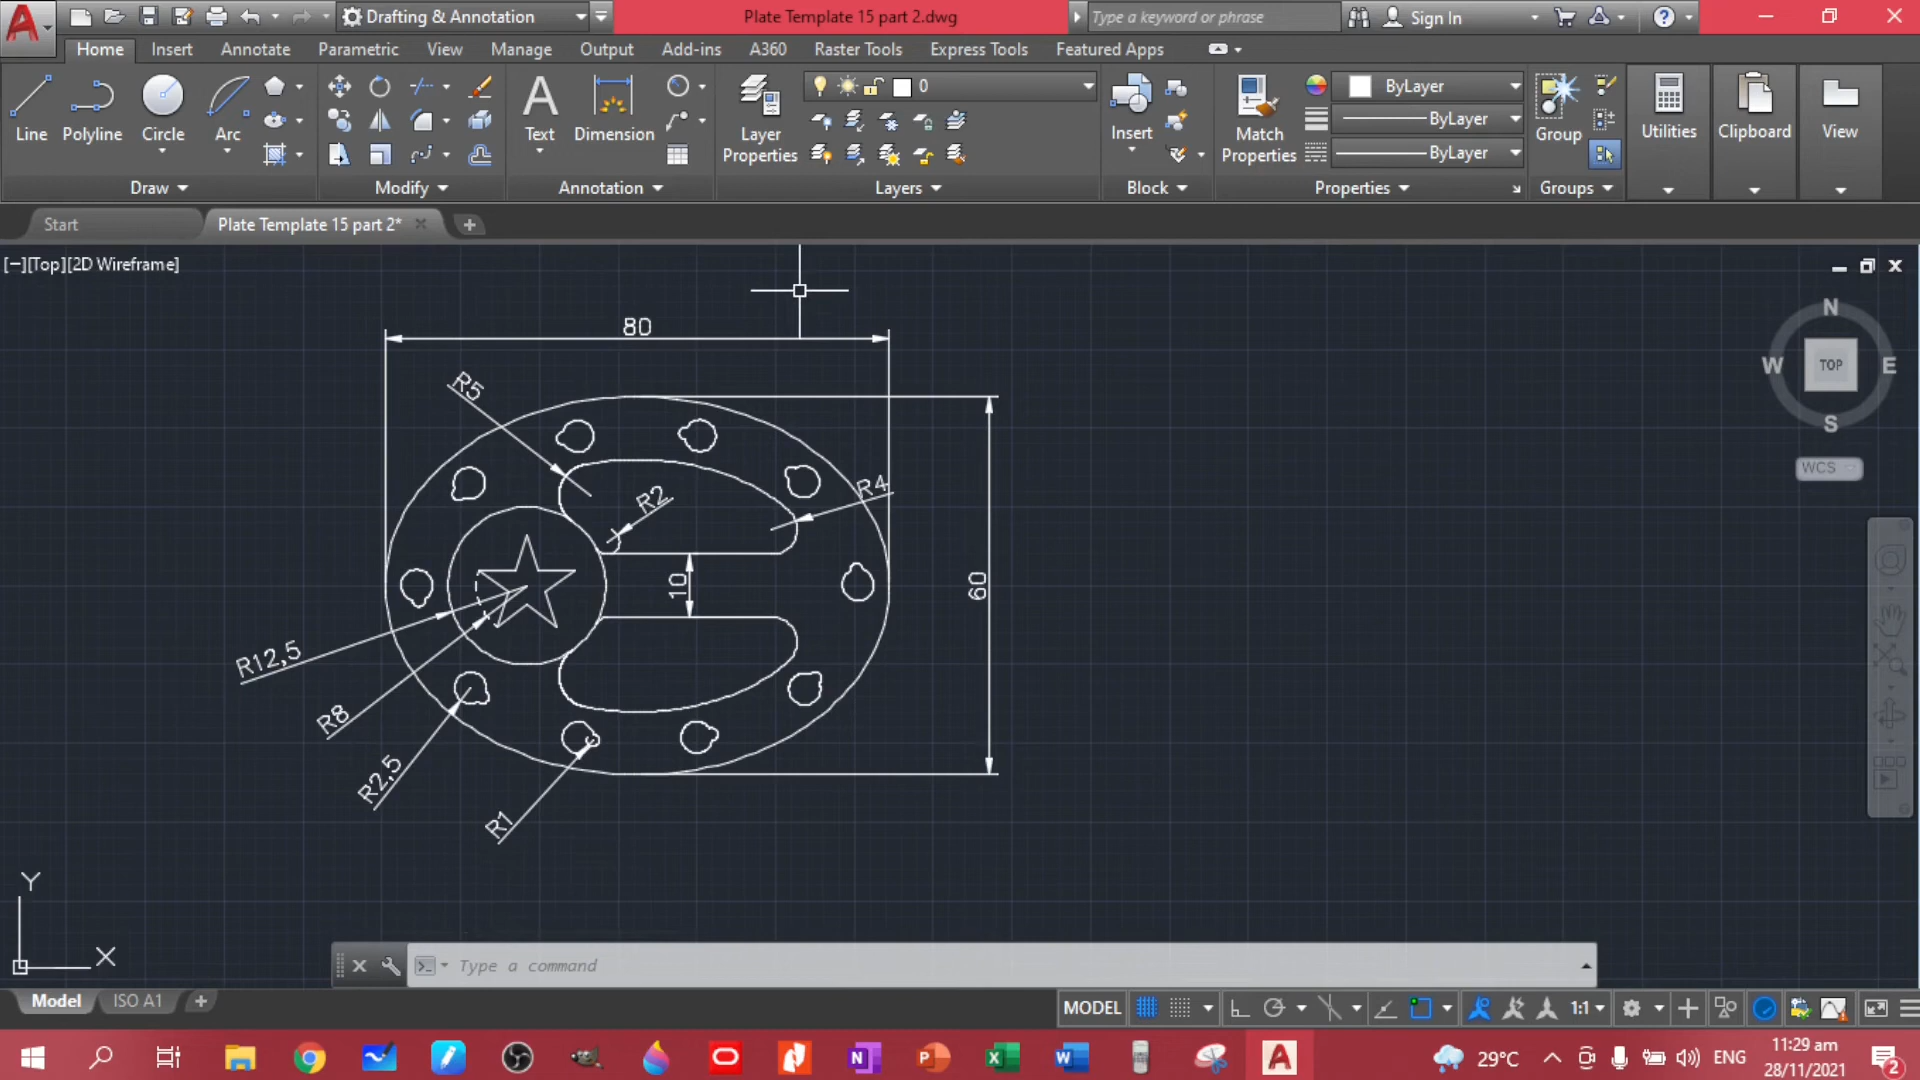 Drafting & Annotation
Plate Template 15 part 2.dwg
Type a keyword or phrase
Sign In
Home Insert Annotate Parametric View Manage Output Add-ins A360 Raster Tools Express Tools Featured Apps
0
ByLayer
ByLayer
ByLayer
Line Polyline Circle Arc
Text Dimension
Layer Properties
Insert
Match Properties
Group
Utilities Clipboard View
Draw Modify Annotation Layers Block Properties Groups
Start
Plate Template 15 part 2*
[−][Top][2D Wireframe]
N
W TOP E
S
WCS
80
R5
R2
R4
10
60
R12,5
R8
R2,5
R1
Y
X
Type a command
Model ISO A1
MODEL
1:1
29°C
ENG
11:29 am
28/11/2021
2